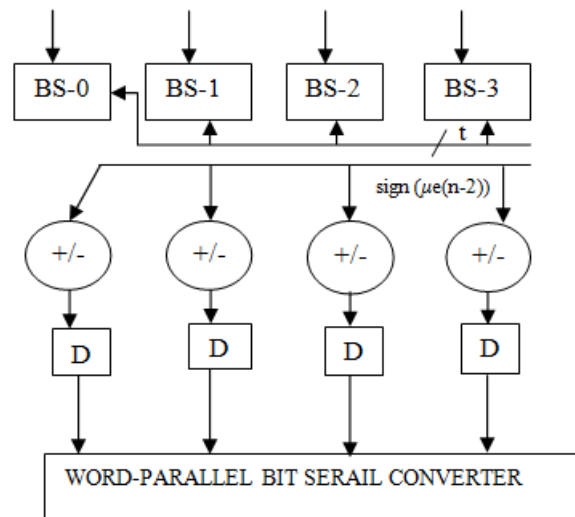 BS-0 BS-1 BS-2 BS-3
t
sign (µe(n-2))
+/- +/- +/- +/-
D D D D
WORD-PARALLEL BIT SERAIL CONVERTER